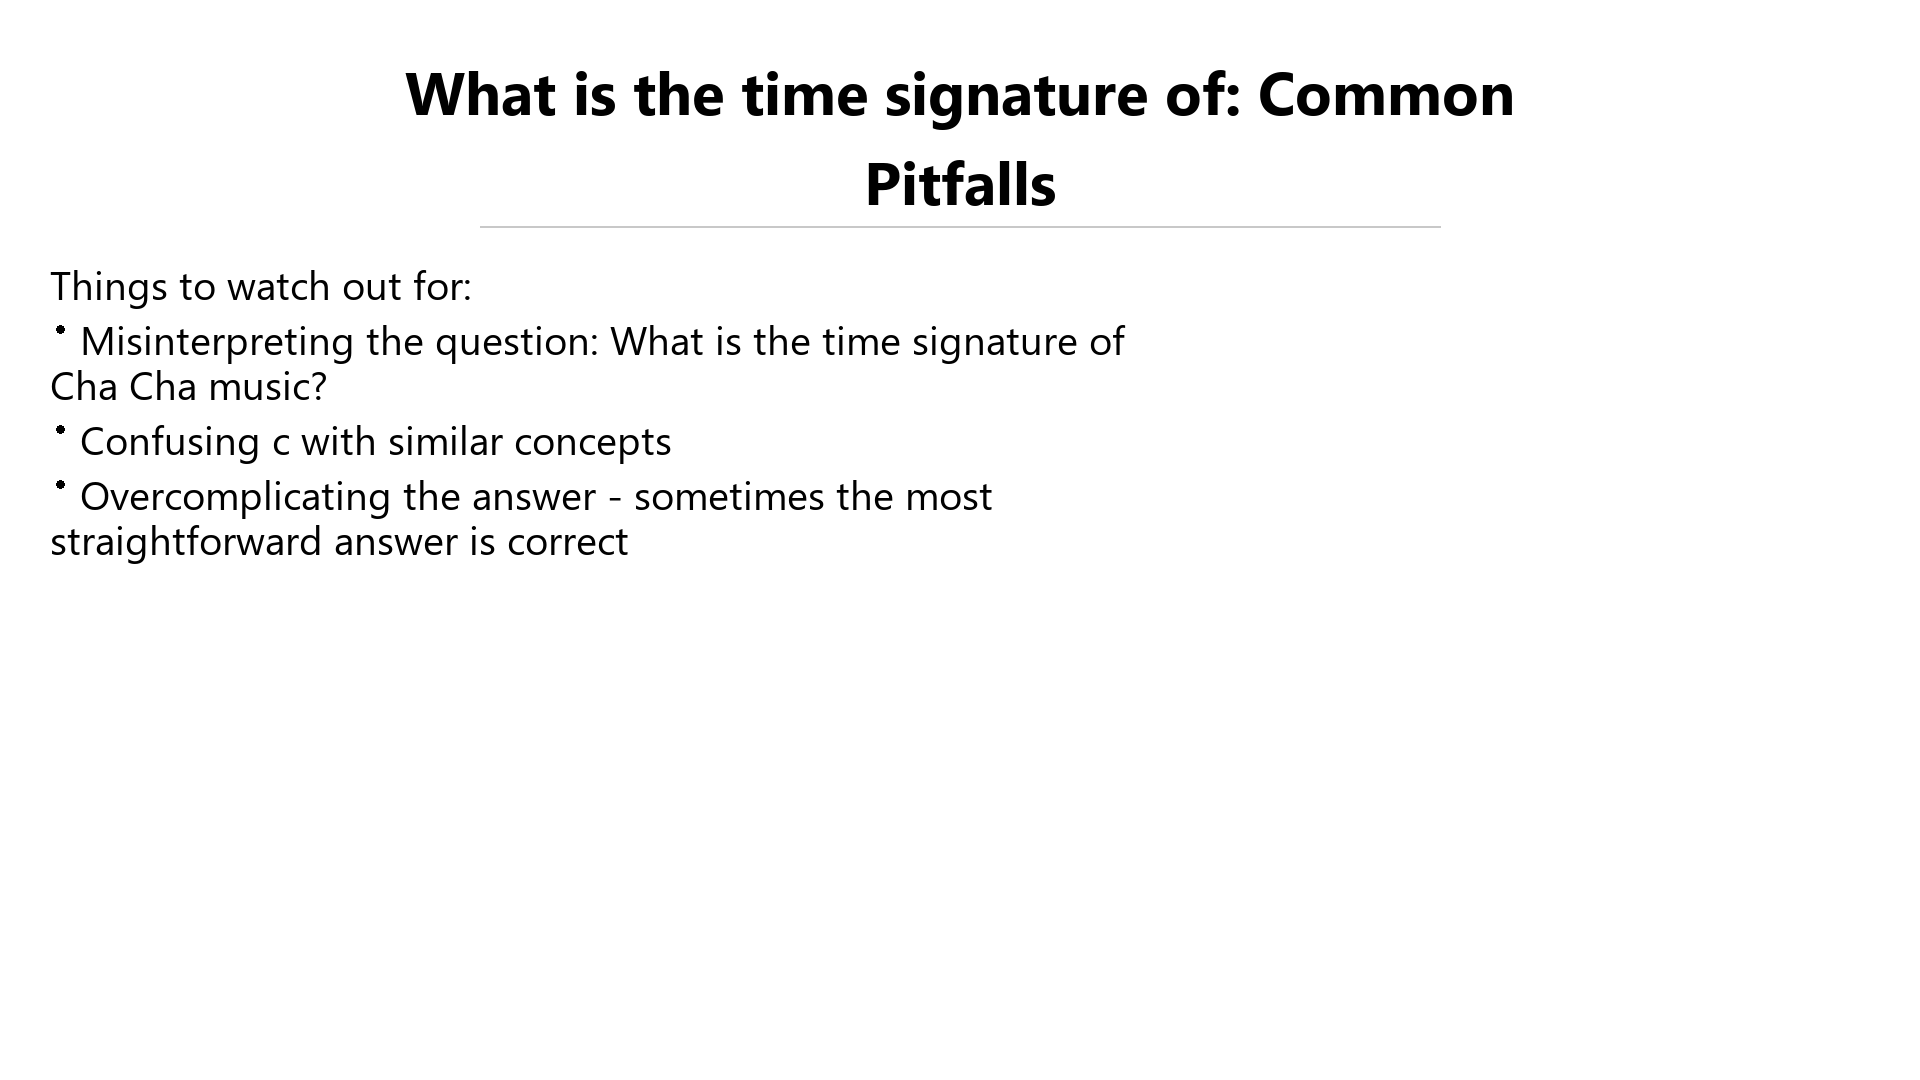 What is the time signature of: Common
Pitfalls
Things to watch out for:
• Misinterpreting the question: What is the time signature of
Cha Cha music?
• Confusing c with similar concepts
• Overcomplicating the answer - sometimes the most
straightforward answer is correct